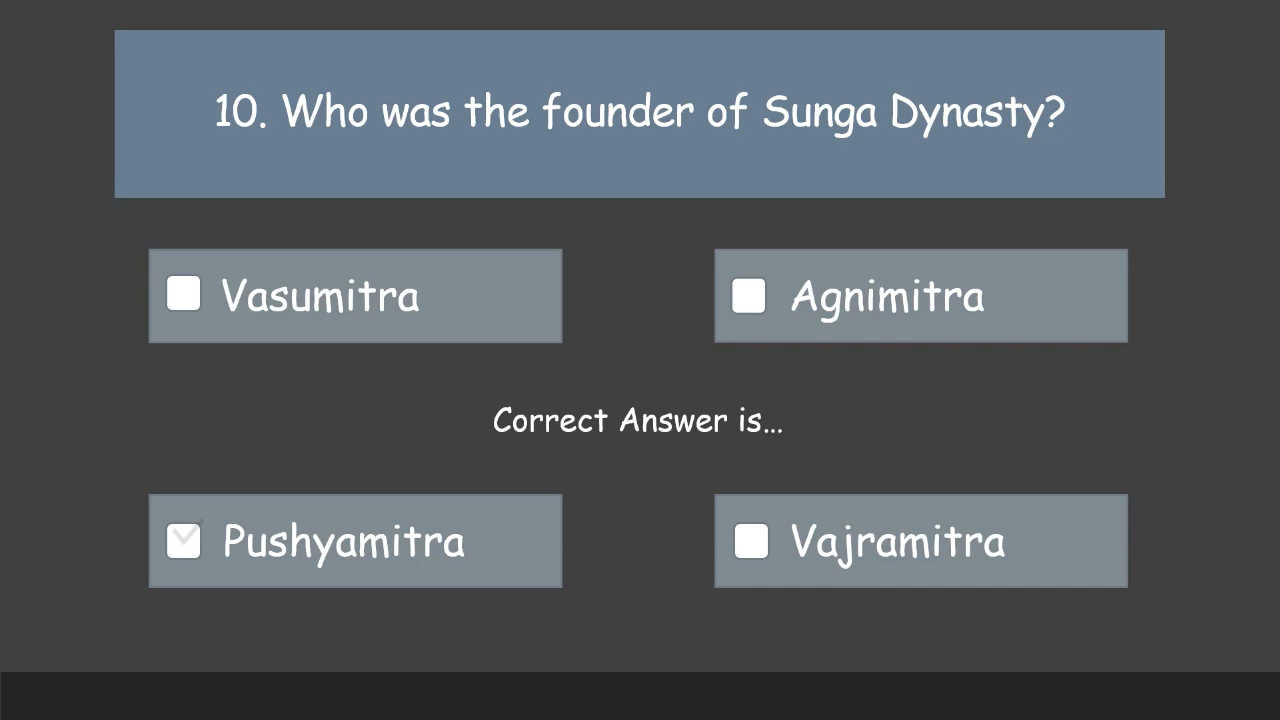 10. Who was the founder of Sunga Dynasty?
Vasumitra
Agnimitra
Correct Answer is...
Pushyamitra
Vajramitra